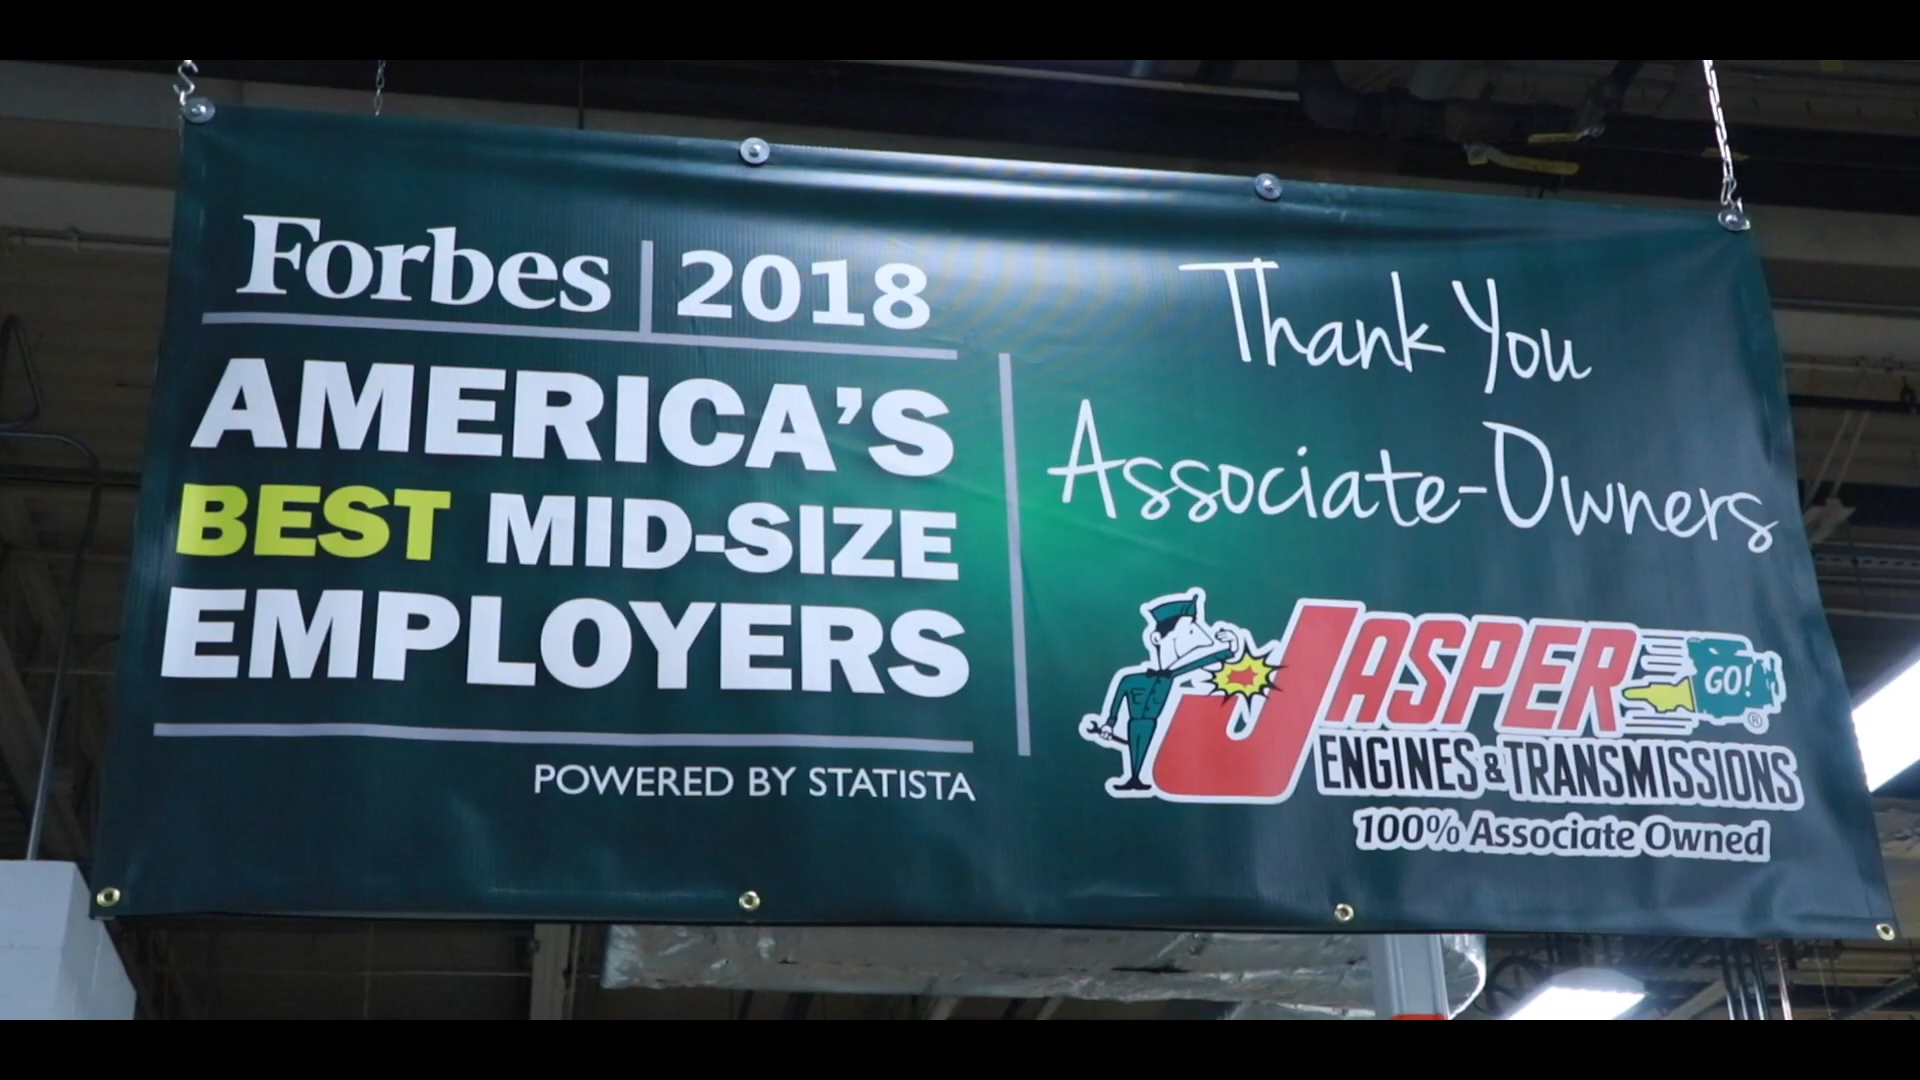 Forbes | 2018
AMERICA'S
BEST MID-SIZE
EMPLOYERS
POWERED BY STATISTA
Thank You
Associate-Owners
JASPER GO! ®
ENGINES & TRANSMISSIONS
100% Associate Owned